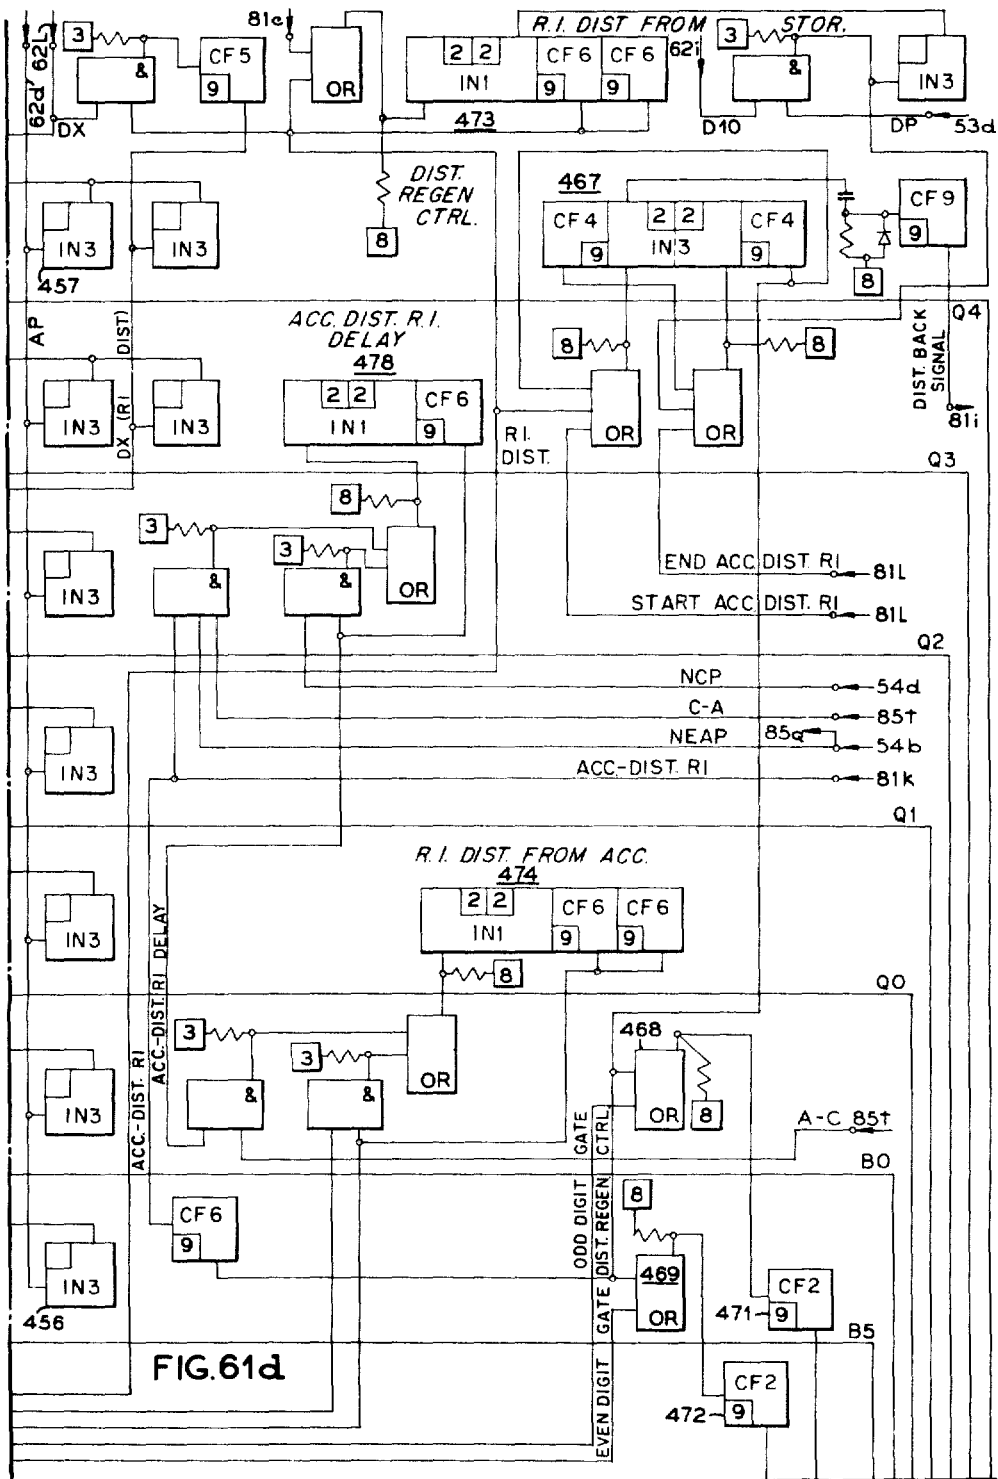 62d' 62L
3
81c
R.I. DIST FROM STOR.
CF5
9
&
DX
OR
2 2
IN1
CF6
9
CF6
9
473
62i
3
&
D10
IN3
DP
53d
DIST.
REGEN
CTRL.
8
467
CF4
9
2 2
IN3
CF4
9
CF9
9
8
IN3
IN3
457
Q4
AP
DX (RI DIST)
ACC. DIST. R.I.
DELAY
478
2 2
IN1
CF6
9
8
8
OR
OR
DIST. BACK
SIGNAL
81i
IN3
IN3
R.I.
DIST.
Q3
8
3
&
3
&
OR
IN3
END ACC DIST. RI
81L
START ACC DIST. RI
81L
Q2
NCP
54d
C-A
85t
NEAP
85a
54b
ACC-DIST. RI
81k
IN3
Q1
R.I. DIST. FROM ACC.
474
2 2
IN1
CF6
9
CF6
9
8
IN3
Q0
ACC.-DIST. RI
ACC.-DIST. RI DELAY
3
&
3
&
OR
468
OR
8
A-C 85t
IN3
B0
CF6
9
ODD DIGIT GATE
EVEN DIGIT GATE
DIST. REGEN CTRL
8
469
OR
CF2
471
9
IN3
456
B5
FIG.61d
CF2
472
9